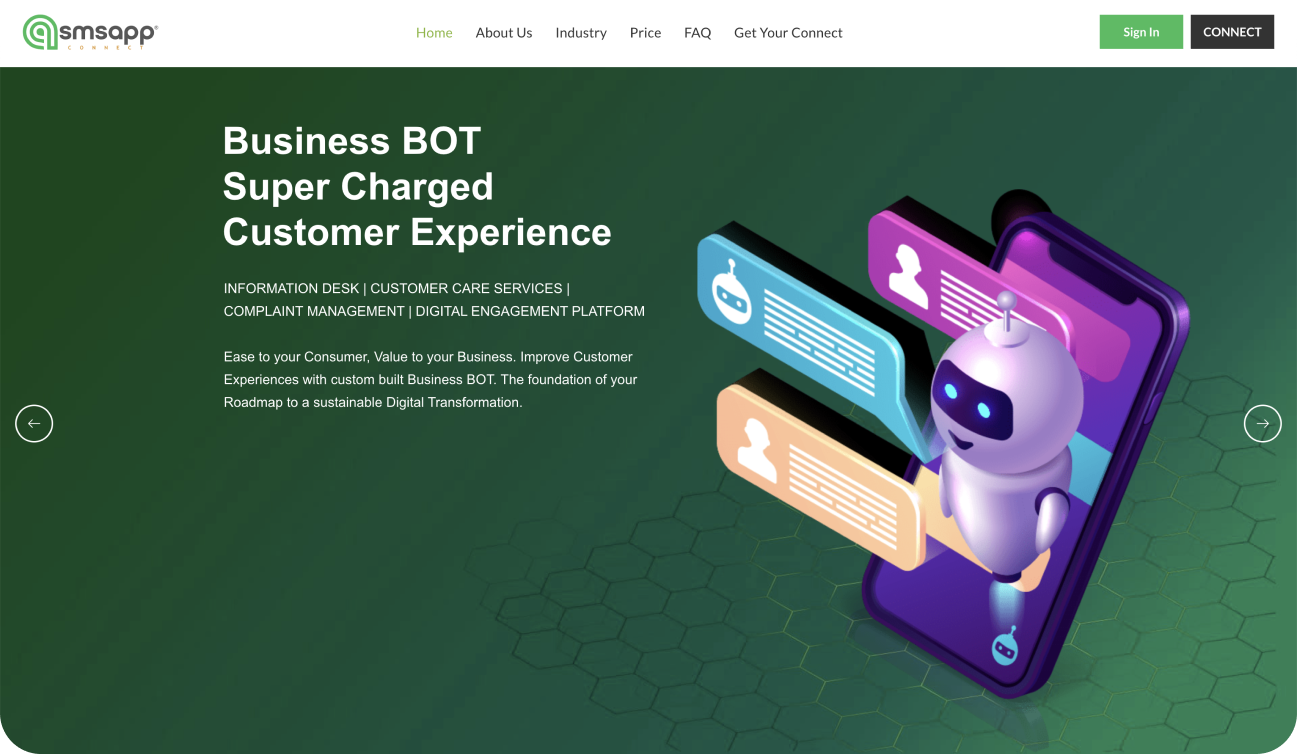 smsapp®
CONNECT
Home
About Us
Industry
Price
FAQ
Get Your Connect
Sign In
CONNECT
Business BOT
Super Charged
Customer Experience
INFORMATION DESK | CUSTOMER CARE SERVICES |
COMPLAINT MANAGEMENT | DIGITAL ENGAGEMENT PLATFORM
Ease to your Consumer, Value to your Business. Improve Customer
Experiences with custom built Business BOT. The foundation of your
Roadmap to a sustainable Digital Transformation.